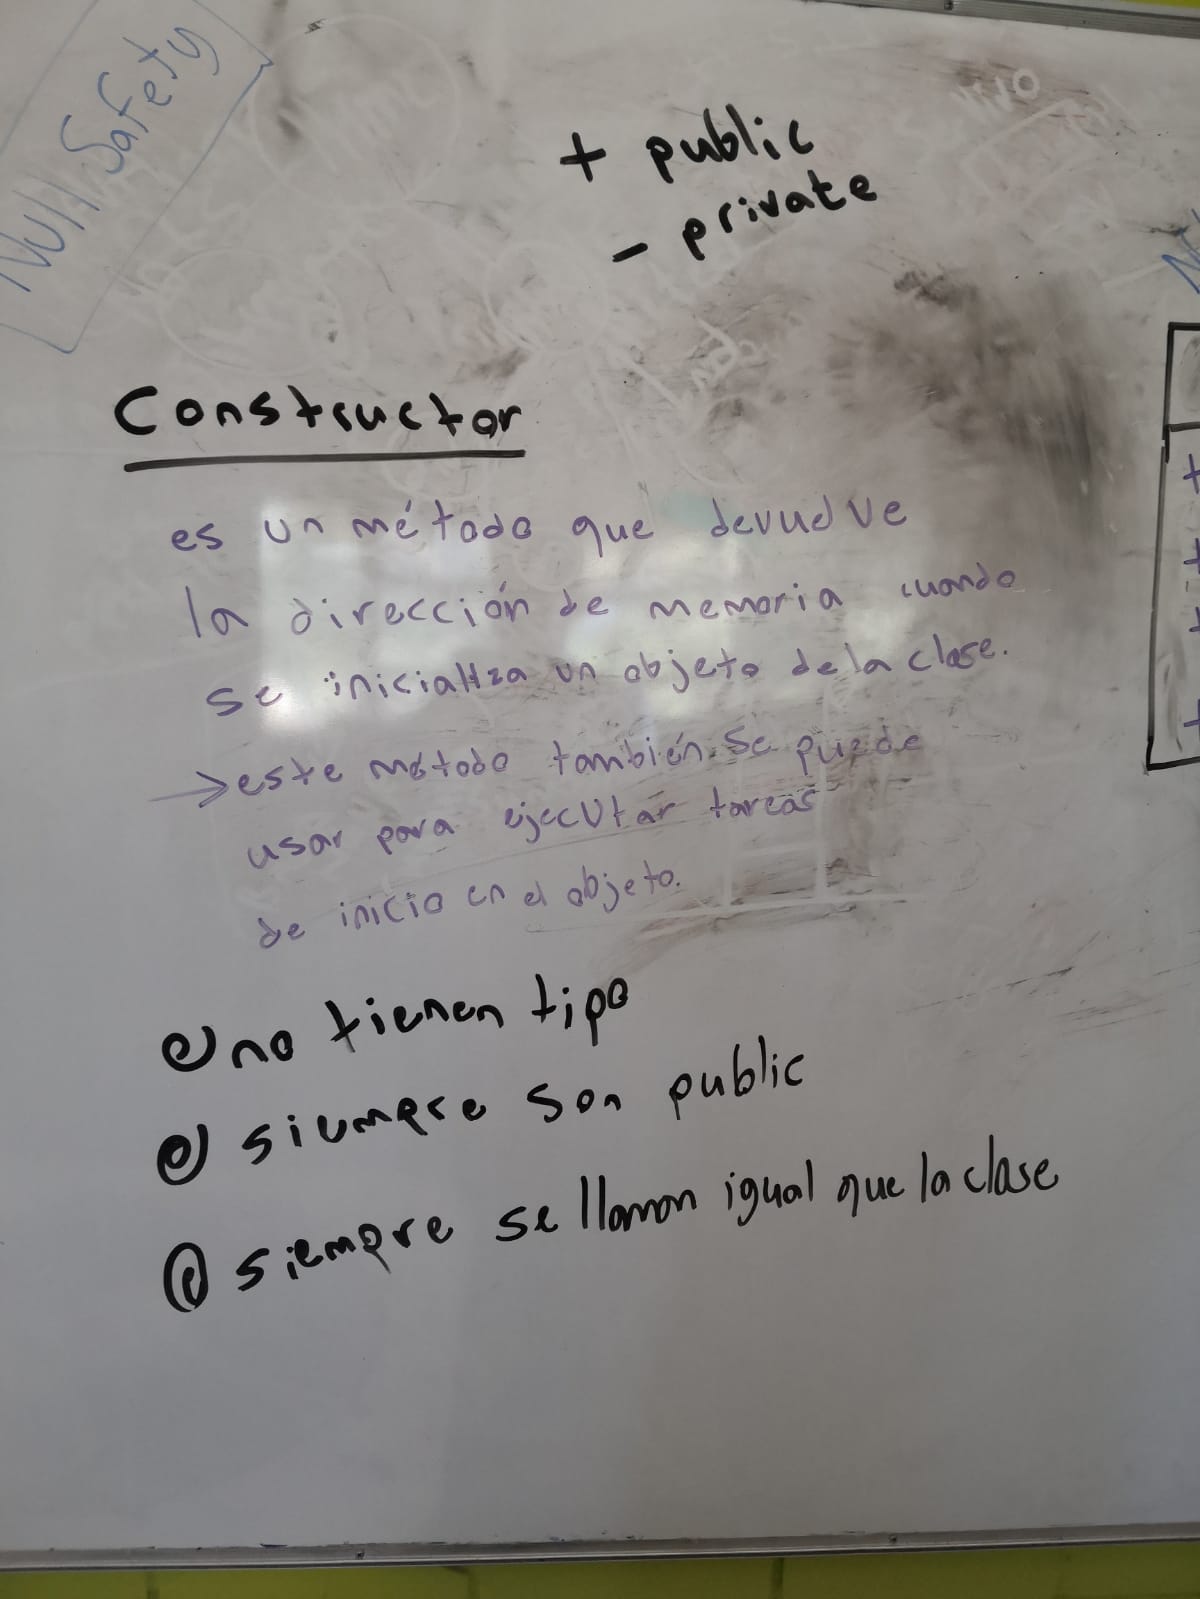 Null Safety
+ public
- private
Constructor
es un método que devuelve
la dirección de memoria cuando
se inicializa un objeto de la clase.
→ este método también se puede
usar para ejecutar tareas
de inicio en el objeto.
no tienen tipo
siempre son public
siempre se llaman igual que la clase
+
+
+
+